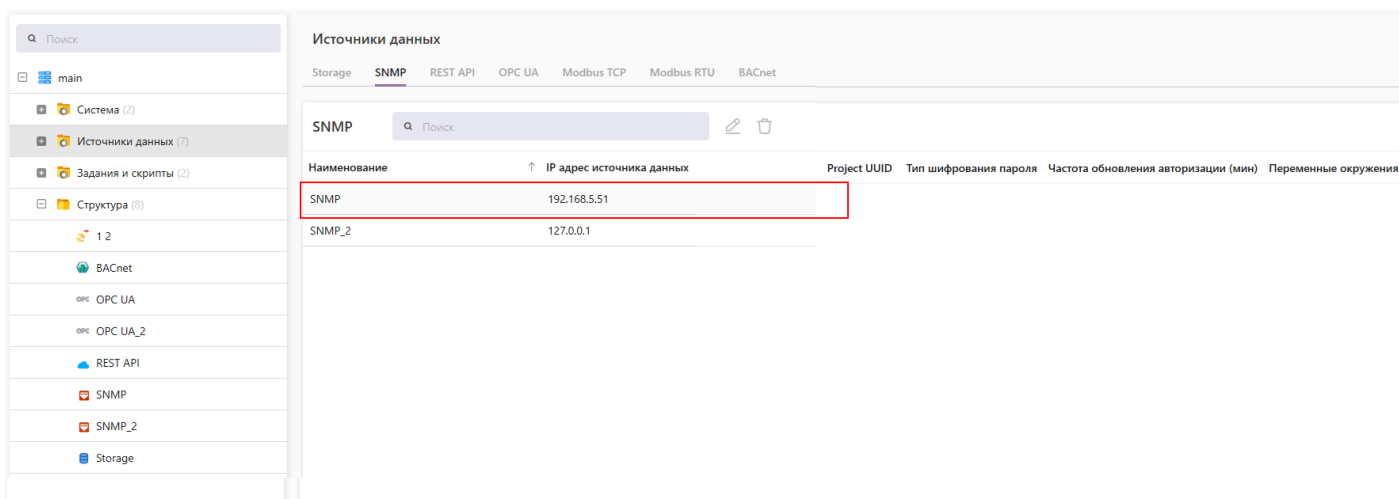 Поиск
main
Система (2)
Источники данных (7)
Задания и скрипты (2)
Структура (8)
1 2
BACnet
OPC OPC UA
OPC OPC UA_2
REST API
SNMP
SNMP_2
Storage
Источники данных
Storage SNMP REST API OPC UA Modbus TCP Modbus RTU BACnet
SNMP Поиск
Наименование ↑ IP адрес источника данных Project UUID Тип шифрования пароля Частота обновления авторизации (мин) Переменные окружения
SNMP 192.168.5.51
SNMP_2 127.0.0.1